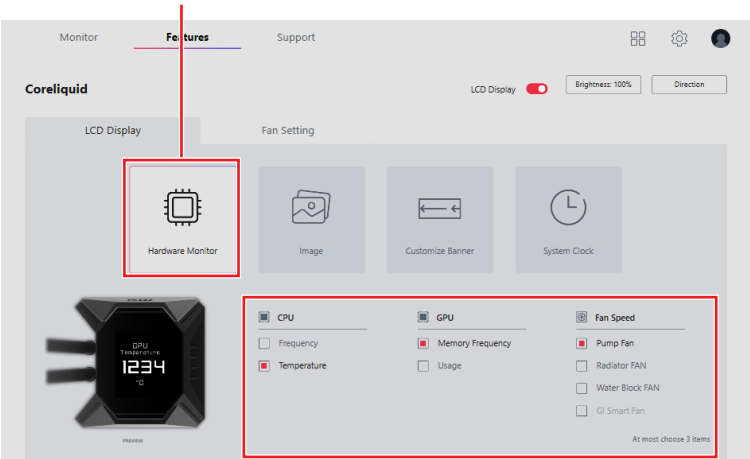 Monitor Features Support
Coreliquid LCD Display Brightness: 100% Direction
LCD Display Fan Setting
Hardware Monitor Image Customize Banner System Clock
CPU GPU Fan Speed
Frequency Memory Frequency Pump Fan
Temperature Usage Radiator FAN
Water Block FAN
GI Smart Fan
At most choose 3 items
CPU
Temperature
1234
°C
PREVIEW